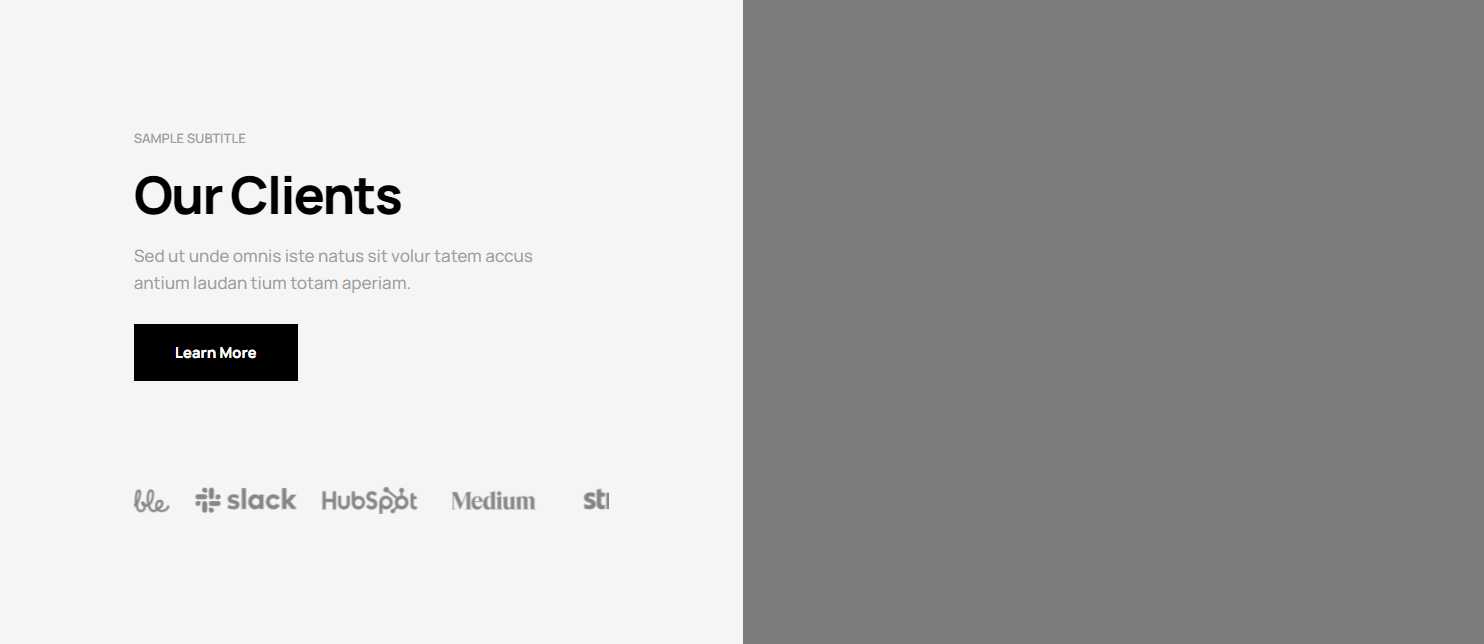 SAMPLE SUBTITLE
Our Clients
Sed ut unde omnis iste natus sit volur tatem accus
antium laudan tium totam aperiam.
Learn More
ble slack HubSpot Medium str